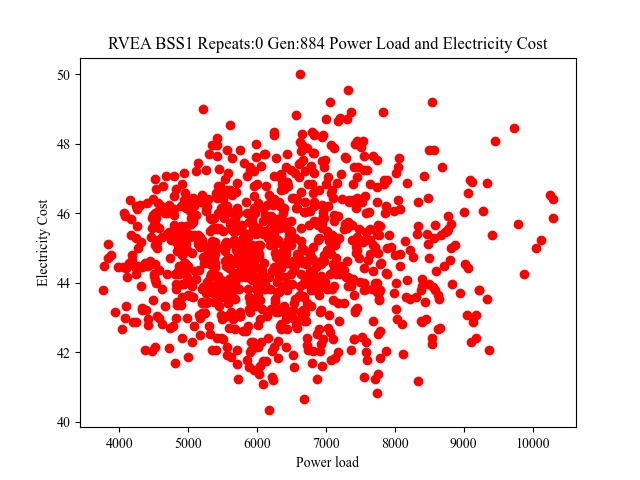 RVEA BSS1 Repeats:0 Gen:884 Power Load and Electricity Cost
50
48
46
44
42
40
Electricity Cost
4000 5000 6000 7000 8000 9000 10000
Power load